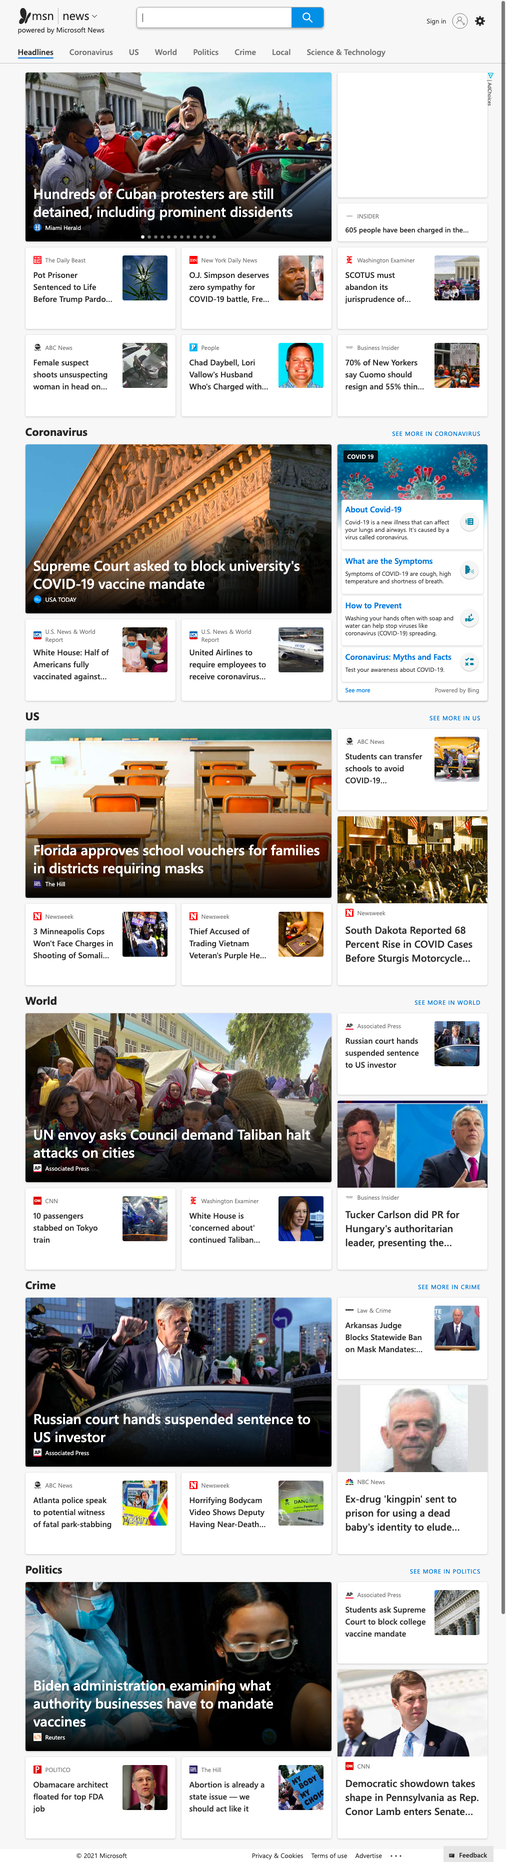 msn news
powered by Microsoft News
Sign in
Headlines Coronavirus US World Politics Crime Local Science & Technology
AdChoices
Hundreds of Cuban protesters are still
detained, including prominent dissidents
Miami Herald
INSIDER
605 people have been charged in the...
The Daily Beast
Pot Prisoner
Sentenced to Life
Before Trump Pardo...
New York Daily News
O.J. Simpson deserves
zero sympathy for
COVID-19 battle, Fre...
Washington Examiner
SCOTUS must
abandon its
jurisprudence of...
ABC News
Female suspect
shoots unsuspecting
woman in head on...
People
Chad Daybell, Lori
Vallow's Husband
Who's Charged with...
Business Insider
70% of New Yorkers
say Cuomo should
resign and 55% thin...
Coronavirus
SEE MORE IN CORONAVIRUS
Supreme Court asked to block university's
COVID-19 vaccine mandate
USA TODAY
COVID 19
About Covid-19
Covid-19 is a new illness that can affect
your lungs and airways. It's caused by a
virus called coronavirus.
What are the Symptoms
Symptoms of COVID-19 are cough, high
temperature and shortness of breath.
How to Prevent
Washing your hands often with soap and
water can help stop viruses like
coronavirus (COVID-19) spreading.
Coronavirus: Myths and Facts
Test your awareness about COVID-19.
See more
Powered by Bing
U.S. News & World
Report
White House: Half of
Americans fully
vaccinated against...
U.S. News & World
Report
United Airlines to
require employees to
receive coronavirus...
US
SEE MORE IN US
Florida approves school vouchers for families
in districts requiring masks
The Hill
ABC News
Students can transfer
schools to avoid
COVID-19...
Newsweek
3 Minneapolis Cops
Won't Face Charges in
Shooting of Somali...
Newsweek
Thief Accused of
Trading Vietnam
Veteran's Purple He...
Newsweek
South Dakota Reported 68
Percent Rise in COVID Cases
Before Sturgis Motorcycle...
World
SEE MORE IN WORLD
UN envoy asks Council demand Taliban halt
attacks on cities
Associated Press
Associated Press
Russian court hands
suspended sentence
to US investor
CNN
10 passengers
stabbed on Tokyo
train
Washington Examiner
White House is
'concerned about'
continued Taliban...
Business Insider
Tucker Carlson did PR for
Hungary's authoritarian
leader, presenting the...
Crime
SEE MORE IN CRIME
Russian court hands suspended sentence to
US investor
Associated Press
Law & Crime
Arkansas Judge
Blocks Statewide Ban
on Mask Mandates:...
ABC News
Atlanta police speak
to potential witness
of fatal park-stabbing
Newsweek
Horrifying Bodycam
Video Shows Deputy
Having Near-Death...
NBC News
Ex-drug 'kingpin' sent to
prison for using a dead
baby's identity to elude...
Politics
SEE MORE IN POLITICS
Biden administration examining what
authority businesses have to mandate
vaccines
Reuters
Associated Press
Students ask Supreme
Court to block college
vaccine mandate
POLITICO
Obamacare architect
floated for top FDA
job
The Hill
Abortion is already a
state issue — we
should act like it
MY BODY
MY CHOIC
CNN
Democratic showdown takes
shape in Pennsylvania as Rep.
Conor Lamb enters Senate...
© 2021 Microsoft
Privacy & Cookies Terms of use Advertise ...
Feedback